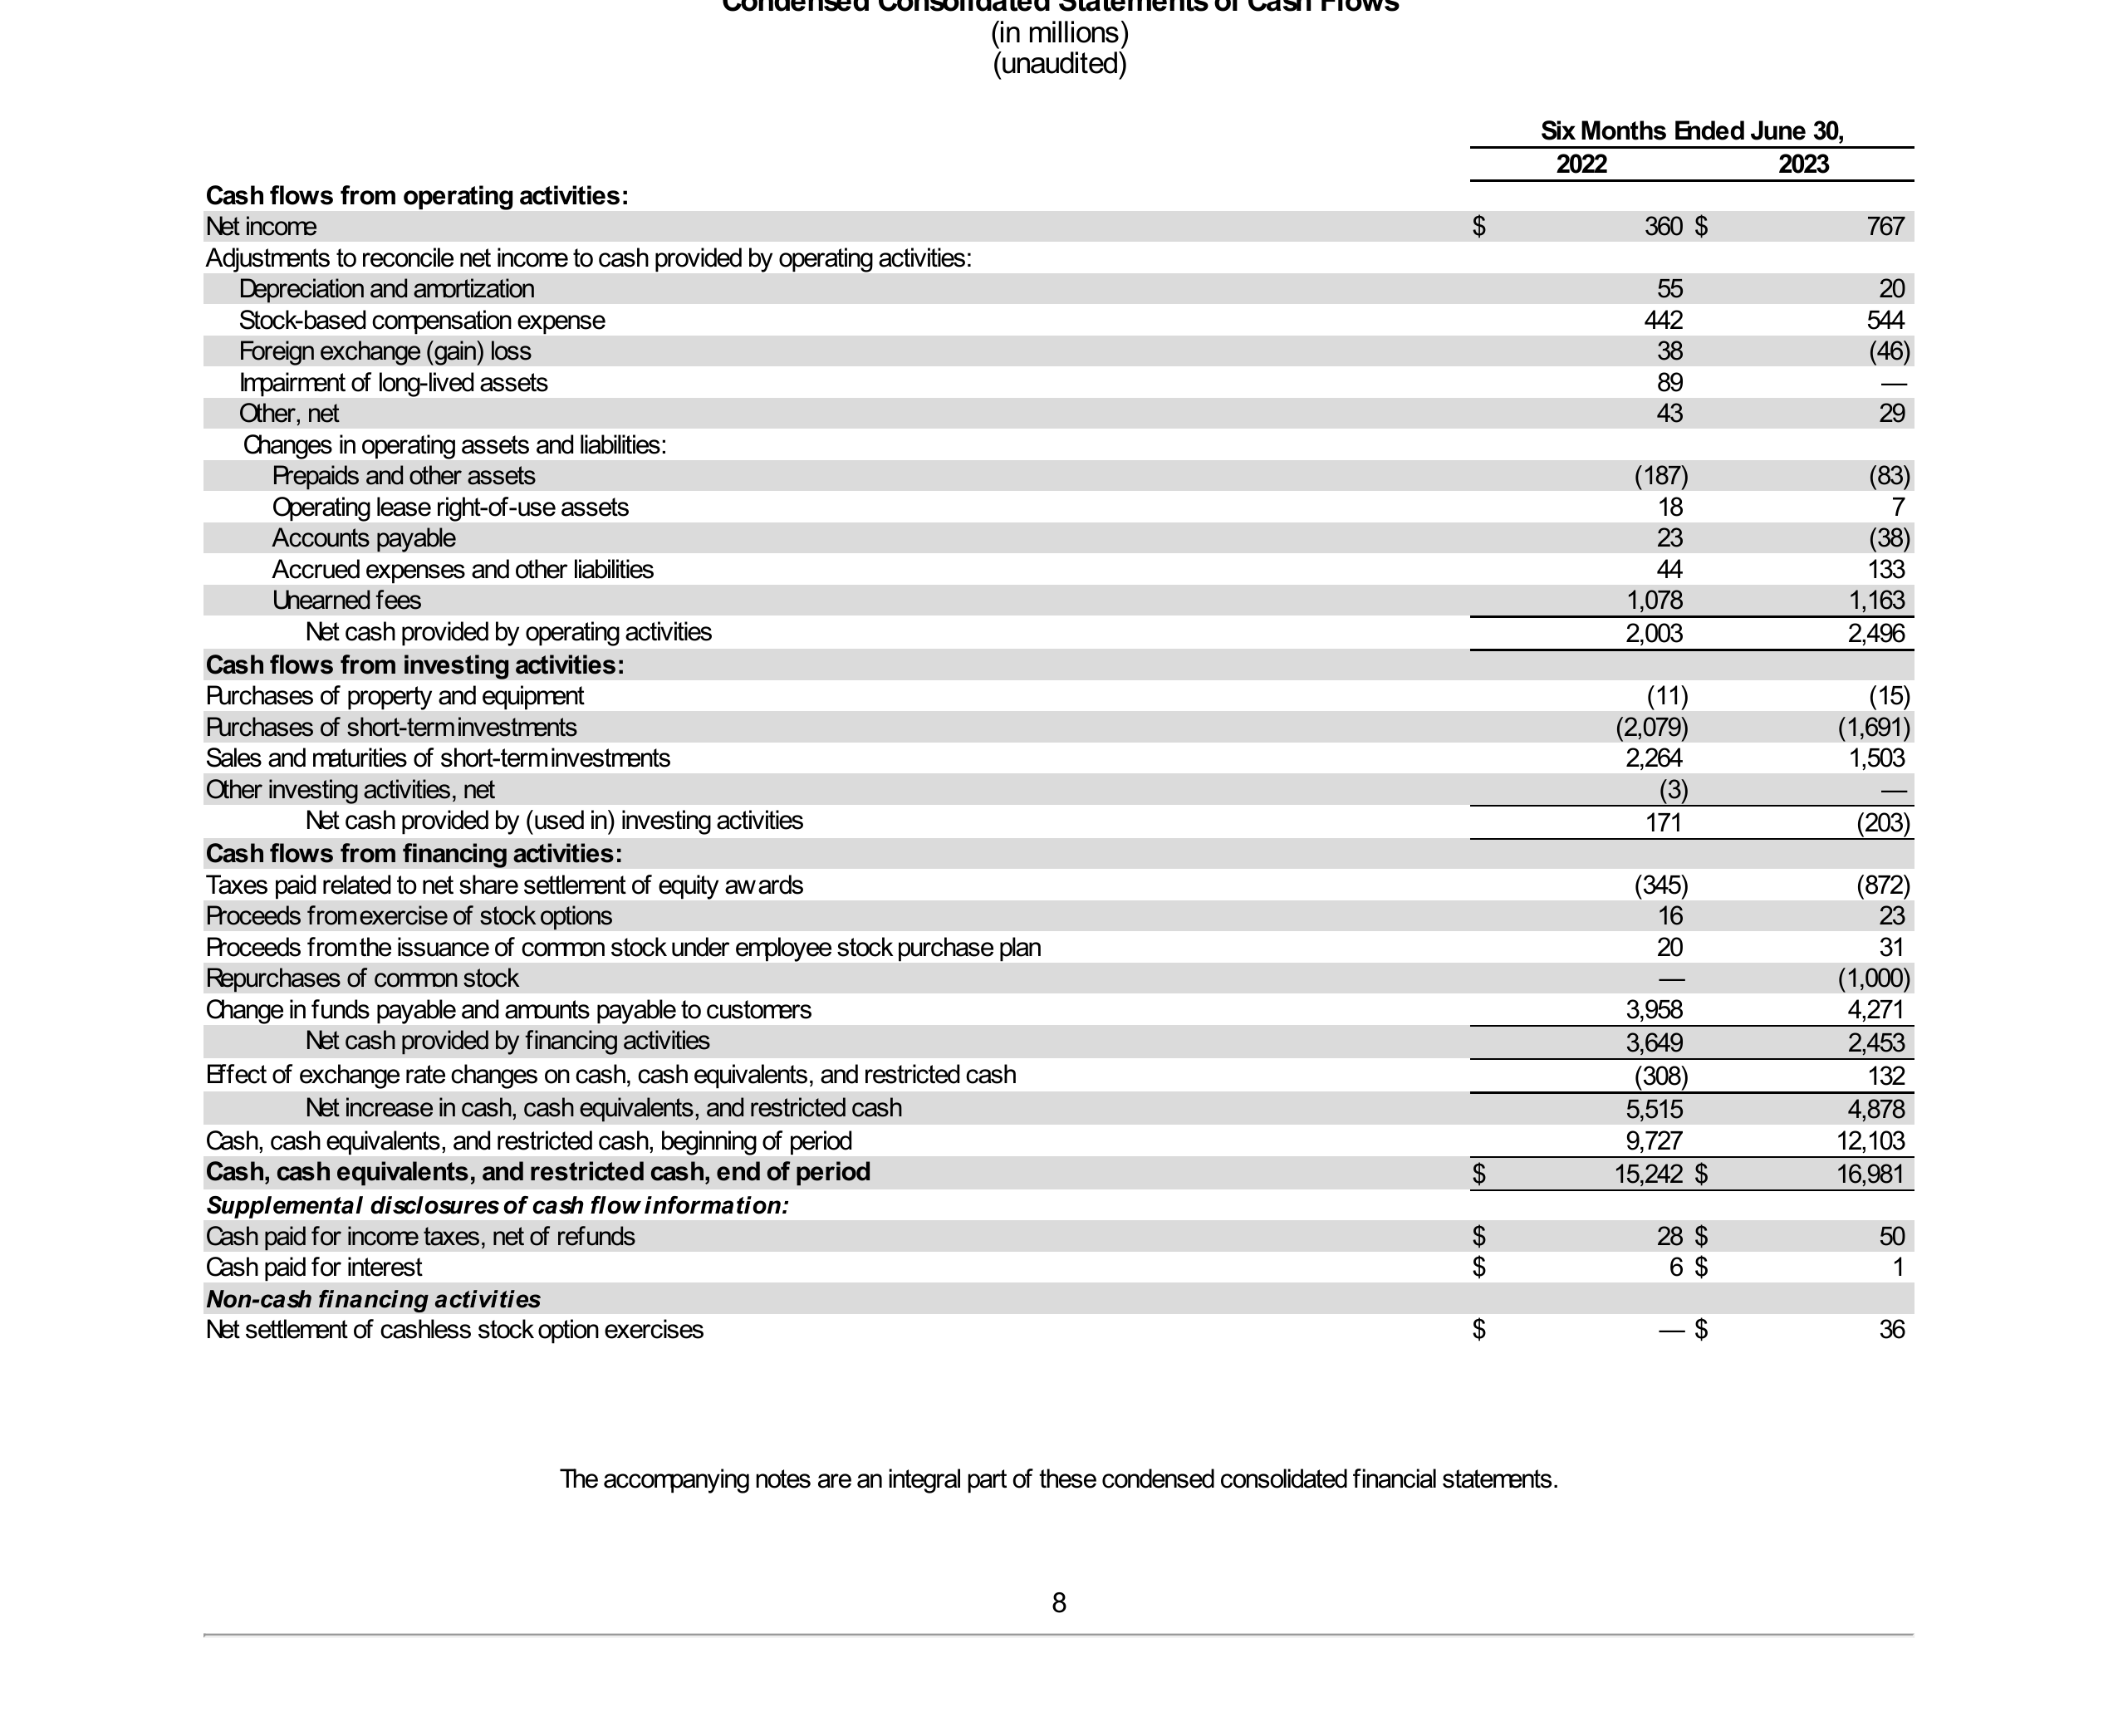 Condensed Consolidated Statements of Cash Flows
(in millions)
(unaudited)
Six Months Ended June 30,
2022 2023
Cash flows from operating activities:
Net income $ 360 $ 767
Adjustments to reconcile net income to cash provided by operating activities:
Depreciation and amortization 55 20
Stock-based compensation expense 442 544
Foreign exchange (gain) loss 38 (46)
Impairment of long-lived assets 89 —
Other, net 43 29
Changes in operating assets and liabilities:
Prepaids and other assets (187) (83)
Operating lease right-of-use assets 18 7
Accounts payable 23 (38)
Accrued expenses and other liabilities 44 133
Unearned fees 1,078 1,163
Net cash provided by operating activities 2,003 2,496
Cash flows from investing activities:
Purchases of property and equipment (11) (15)
Purchases of short-term investments (2,079) (1,691)
Sales and maturities of short-term investments 2,264 1,503
Other investing activities, net (3) —
Net cash provided by (used in) investing activities 171 (203)
Cash flows from financing activities:
Taxes paid related to net share settlement of equity awards (345) (872)
Proceeds from exercise of stock options 16 23
Proceeds from the issuance of common stock under employee stock purchase plan 20 31
Repurchases of common stock — (1,000)
Change in funds payable and amounts payable to customers 3,958 4,271
Net cash provided by financing activities 3,649 2,453
Effect of exchange rate changes on cash, cash equivalents, and restricted cash (308) 132
Net increase in cash, cash equivalents, and restricted cash 5,515 4,878
Cash, cash equivalents, and restricted cash, beginning of period 9,727 12,103
Cash, cash equivalents, and restricted cash, end of period $ 15,242 $ 16,981
Supplemental disclosures of cash flow information:
Cash paid for income taxes, net of refunds $ 28 $ 50
Cash paid for interest $ 6 $ 1
Non-cash financing activities
Net settlement of cashless stock option exercises $ — $ 36
The accompanying notes are an integral part of these condensed consolidated financial statements.
8